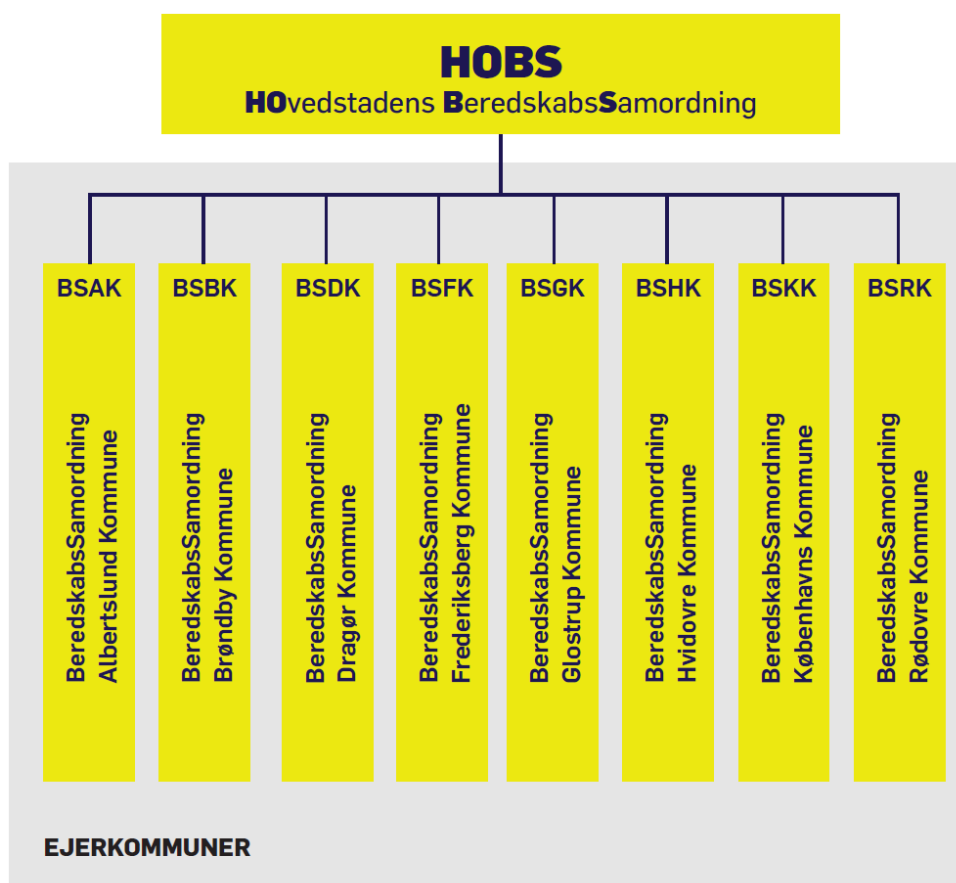 HOBS
HOvedstadens BeredskabsSamordning
BSAK
BeredskabsSamordning
Albertslund Kommune
BSBK
BeredskabsSamordning
Brøndby Kommune
BSDK
BeredskabsSamordning
Dragør Kommune
BSFK
BeredskabsSamordning
Frederiksberg Kommune
BSGK
BeredskabsSamordning
Glostrup Kommune
BSHK
BeredskabsSamordning
Hvidovre Kommune
BSKK
BeredskabsSamordning
Københavns Kommune
BSRK
BeredskabsSamordning
Rødovre Kommune
EJERKOMMUNER